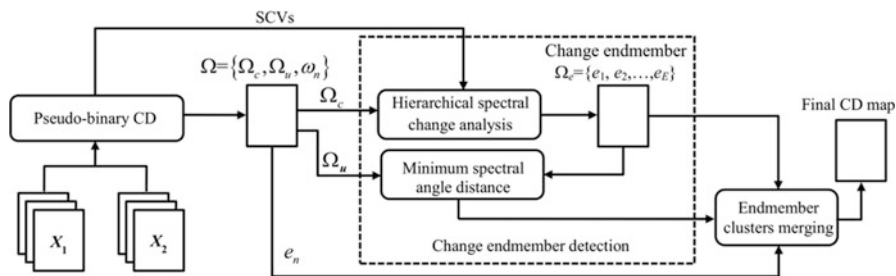 SCVs
Ω={Ω_c, Ω_u, ω_n}
Change endmember
Ω_e={e_1, e_2,…,e_E}
Pseudo-binary CD
Ω_c
Hierarchical spectral
change analysis
Final CD map
Ω_u
Minimum spectral
angle distance
Endmember
clusters merging
X_1
X_2
e_n
Change endmember detection